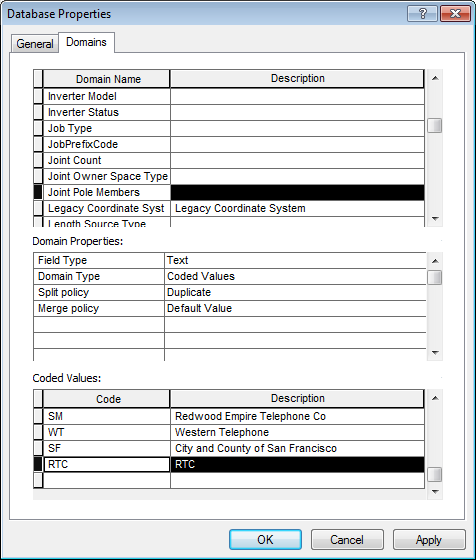 Database Properties
General Domains
Domain Name Description
Inverter Model
Inverter Status
Job Type
JobPrefixCode
Joint Count
Joint Owner Space Type
Joint Pole Members
Legacy Coordinate Syst Legacy Coordinate System
Length Source Type
Domain Properties:
Field Type Text
Domain Type Coded Values
Split policy Duplicate
Merge policy Default Value
Coded Values:
Code Description
SM Redwood Empire Telephone Co
WT Western Telephone
SF City and County of San Francisco
RTC RTC
OK Cancel Apply